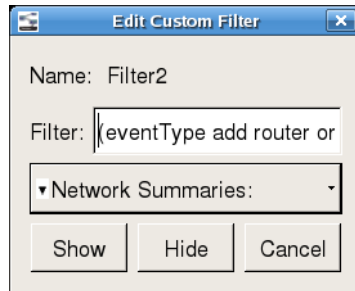 Edit Custom Filter
Name: Filter2
Filter: (eventType add router or
Network Summaries:
Show Hide Cancel